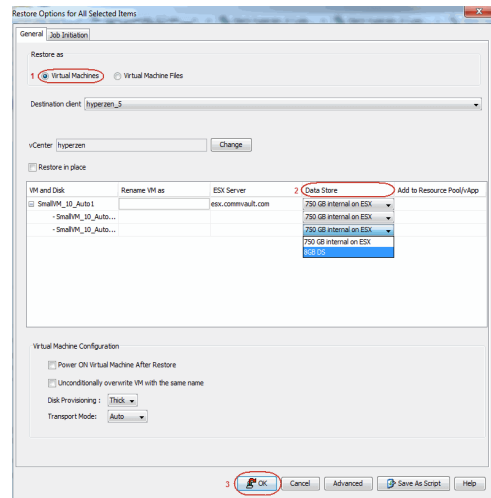 Restore Options for All Selected Items
General Job Initiation
Restore as
1 Virtual Machines Virtual Machine Files
Destination client hyperzen_5
vCenter hyperzen Change
Restore in place
VM and Disk Rename VM as ESX Server 2 Data Store Add to Resource Pool/vApp
SmallVM_10_Auto1 esx.commvault.com 750 GB internal on ESX
- SmallVM_10_Auto... 750 GB internal on ESX
- SmallVM_10_Auto... 750 GB internal on ESX
750 GB internal on ESX
8GB DS
Virtual Machine Configuration
Power ON Virtual Machine After Restore
Unconditionally overwrite VM with the same name
Disk Provisioning : Thick
Transport Mode: Auto
3 OK Cancel Advanced Save As Script Help